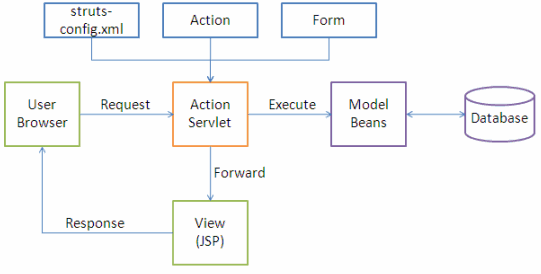 struts-
config.xml
Action
Form
User
Browser
Request
Action
Servlet
Execute
Model
Beans
Database
Forward
Response
View
(JSP)